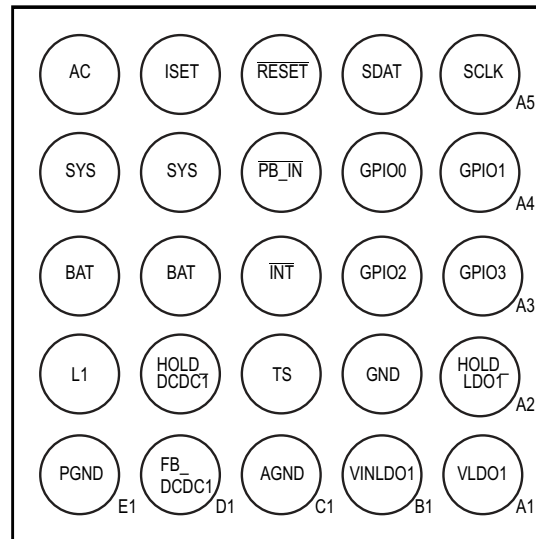 AC ISET RESET SDAT SCLK
A5
SYS SYS PB_IN GPIO0 GPIO1
A4
BAT BAT INT GPIO2 GPIO3
A3
L1 HOLD_ DCDC1 TS GND HOLD_ LDO1
A2
PGND FB_ DCDC1 AGND VINLDO1 VLDO1
E1 D1 C1 B1 A1